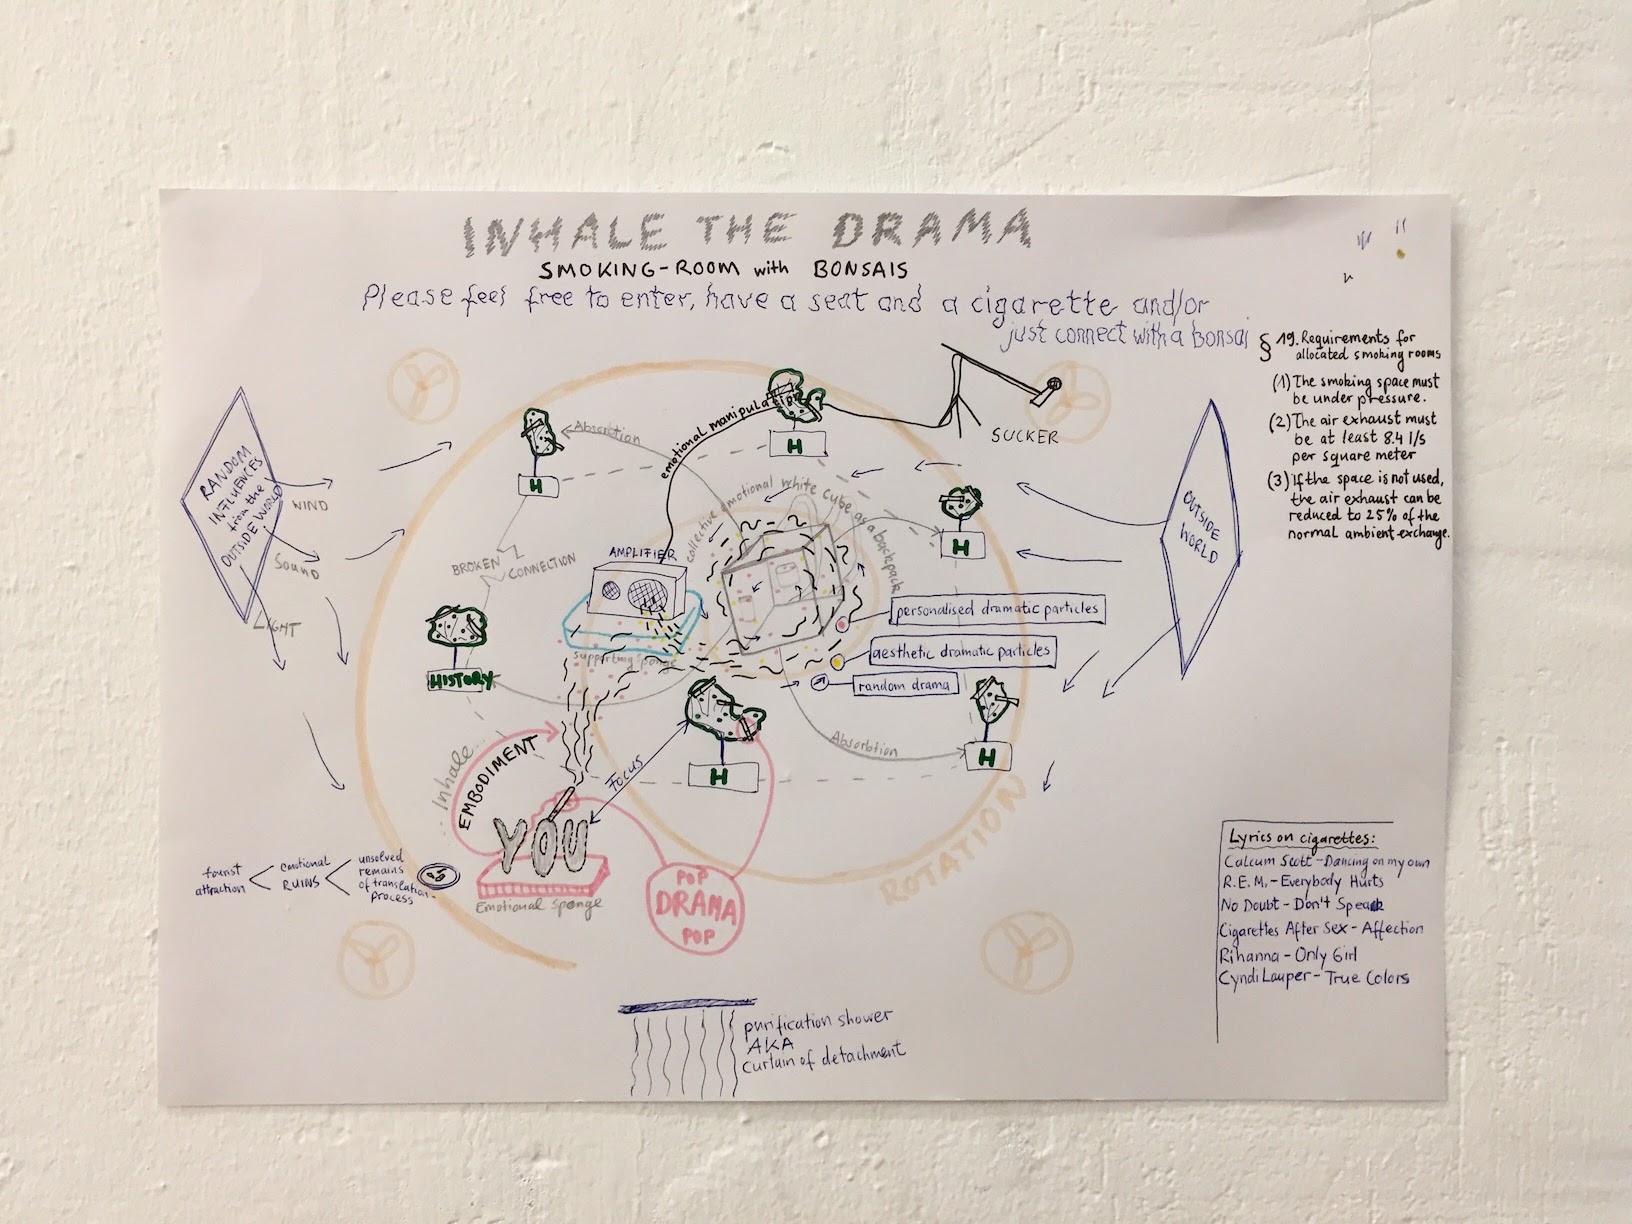 INHALE THE DRAMA
SMOKING-ROOM with BONSAIS
Please feel free to enter, have a seat and a cigarette and/or
just connect with a bonsai
§ 19. Requirements for
allocated smoking rooms
(1) The smoking space must
be under pressure.
(2) The air exhaust must
be at least 8.4 l/s
per square meter
(3) If the space is not used,
the air exhaust can be
reduced to 25% of the
normal ambient exchange.
RANDOM
INFLUENCES
from the
OUTSIDE WORLD
WIND
SOUND
LIGHT
Absorbtion
emotional manipulation
H
H
SUCKER
collective emotional white cube as a backpack
H
OUTSIDE
WORLD
BROKEN
CONNECTION
AMPLIFIER
supporting sponge
personalised dramatic particles
aesthetic dramatic particles
random drama
HISTORY
H
H
Absorbtion
Inhale
EMBODIMENT
FOCUS
YOU
Emotional sponge
ROTATION
POP
DRAMA
POP
tourist
attraction
emotional
RUINS
unsolved
remains
of translation
process
Lyrics on cigarettes:
Calcum Scott - Dancing on my own
R.E.M. - Everybody Hurts
No Doubt - Don't Speak
Cigarettes After Sex - Affection
Rihanna - Only Girl
Cyndi Lauper - True Colors
purification shower
AKA
curtain of detachment